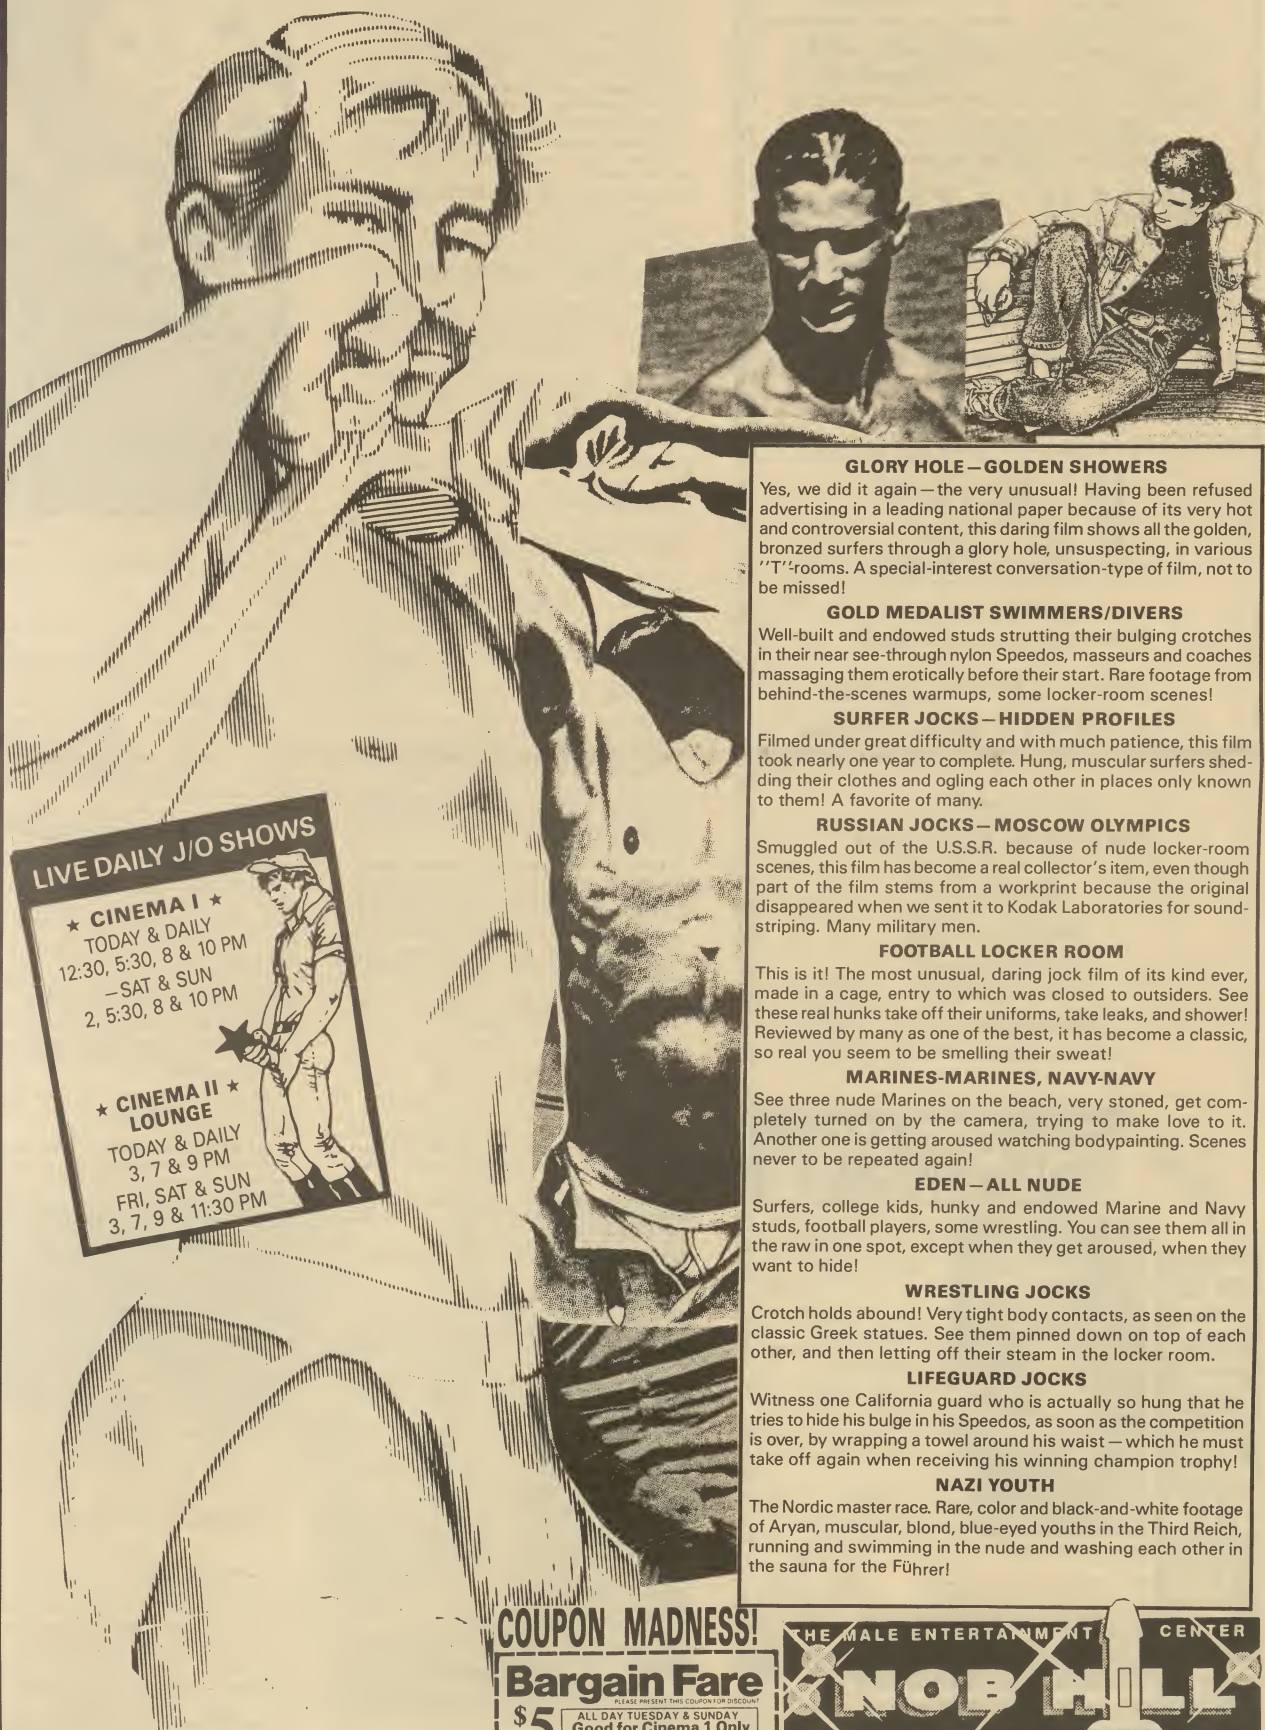 GLORY HOLE—GOLDEN SHOWERS
Yes, we did it again—the very unusual! Having been refused
advertising in a leading national paper because of its very hot
and controversial content, this daring film shows all the golden,
bronzed surfers through a glory hole, unsuspecting, in various
''T''-rooms. A special-interest conversation-type of film, not to
be missed!
GOLD MEDALIST SWIMMERS/DIVERS
Well-built and endowed studs strutting their bulging crotches
in their near see-through nylon Speedos, masseurs and coaches
massaging them erotically before their start. Rare footage from
behind-the-scenes warmups, some locker-room scenes!
SURFER JOCKS—HIDDEN PROFILES
Filmed under great difficulty and with much patience, this film
took nearly one year to complete. Hung, muscular surfers shed-
ding their clothes and ogling each other in places only known
to them! A favorite of many.
RUSSIAN JOCKS—MOSCOW OLYMPICS
Smuggled out of the U.S.S.R. because of nude locker-room
scenes, this film has become a real collector's item, even though
part of the film stems from a workprint because the original
disappeared when we sent it to Kodak Laboratories for sound-
striping. Many military men.
FOOTBALL LOCKER ROOM
This is it! The most unusual, daring jock film of its kind ever,
made in a cage, entry to which was closed to outsiders. See
these real hunks take off their uniforms, take leaks, and shower!
Reviewed by many as one of the best, it has become a classic,
so real you seem to be smelling their sweat!
MARINES-MARINES, NAVY-NAVY
See three nude Marines on the beach, very stoned, get com-
pletely turned on by the camera, trying to make love to it.
Another one is getting aroused watching bodypainting. Scenes
never to be repeated again!
EDEN—ALL NUDE
Surfers, college kids, hunky and endowed Marine and Navy
studs, football players, some wrestling. You can see them all in
the raw in one spot, except when they get aroused, when they
want to hide!
WRESTLING JOCKS
Crotch holds abound! Very tight body contacts, as seen on the
classic Greek statues. See them pinned down on top of each
other, and then letting off their steam in the locker room.
LIFEGUARD JOCKS
Witness one California guard who is actually so hung that he
tries to hide his bulge in his Speedos, as soon as the competition
is over, by wrapping a towel around his waist—which he must
take off again when receiving his winning champion trophy!
NAZI YOUTH
The Nordic master race. Rare, color and black-and-white footage
of Aryan, muscular, blond, blue-eyed youths in the Third Reich,
running and swimming in the nude and washing each other in
the sauna for the Führer!
LIVE DAILY J/O SHOWS
★ CINEMA I ★
TODAY & DAILY
12:30, 5:30, 8 & 10 PM
—SAT & SUN
2, 5:30, 8 & 10 PM
★ CINEMA II ★
LOUNGE
TODAY & DAILY
3, 7 & 9 PM
FRI, SAT & SUN
3, 7, 9 & 11:30 PM
COUPON MADNESS!
Bargain Fare
PLEASE PRESENT THIS COUPON FOR DISCOUNT
$5
ALL DAY TUESDAY & SUNDAY
Good for Cinema 1 Only
THE MALE ENTERTAINMENT CENTER
NOB HILL